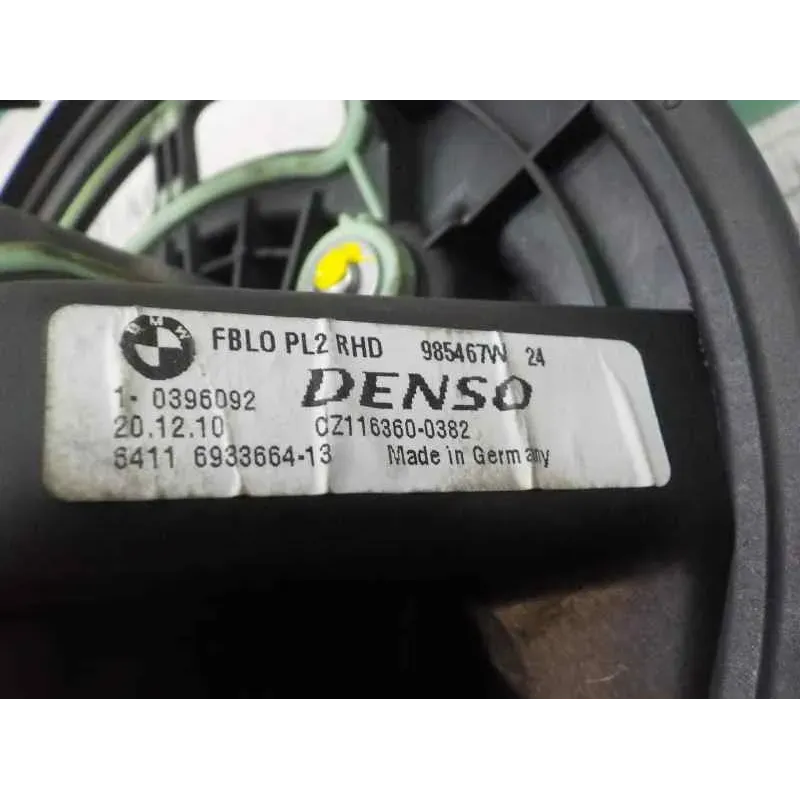 BMW
FBLO PL2 RHD 985467W 24
1- 0396092 DENSO
20.12.10 CZ116360-0382
6411 6933664-13 Made in Germany